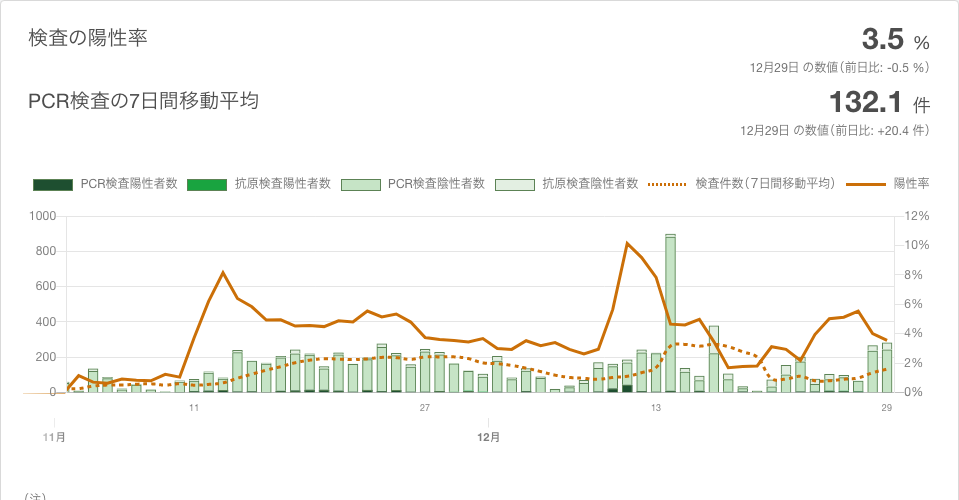 検査の陽性率
3.5 %
12月29日 の数値（前日比: -0.5 %）
PCR検査の7日間移動平均
132.1 件
12月29日 の数値（前日比: +20.4 件）
PCR検査陽性者数 抗原検査陽性者数 PCR検査陰性者数 抗原検査陰性者数 検査件数（7日間移動平均） 陽性率
1000 12%
10%
800
8%
600
6%
400
4%
200
2%
0 0%
11 27 13 29
11月 12月
（注）